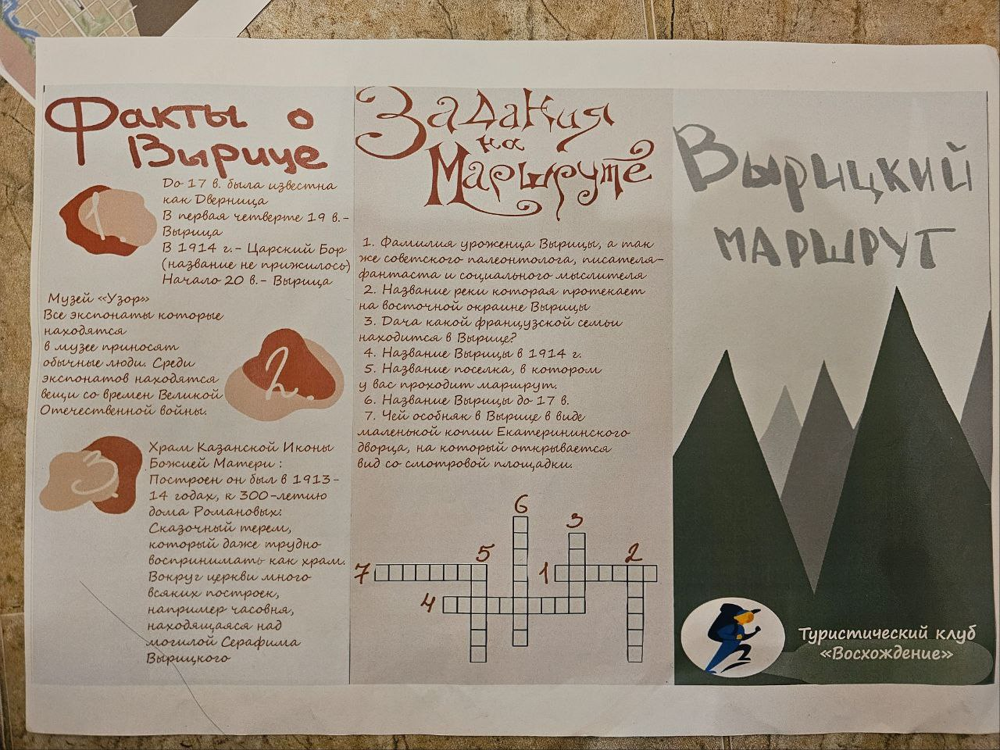 Факты о
Вырице
1.
До 17 в. была известна
как Дверница
В первая четверте 19 в.-
Вырица
В 1914 г.- Царский Бор
(название не прижилось)
Начало 20 в.- Вырица
Музей «Узор»
Все экспонаты которые
находятся
в музее приносят
обычные люди. Среди
экспонатов находятся
вещи со времен Великой
Отечественной войны.
2.
3.
Храм Казанской Иконы
Божией Матери :
Построен он был в 1913-
14 годах, к 300-летию
дома Романовых:
Сказочный терем,
который даже трудно
воспринимать как храм.
Вокруг церкви много
всяких построек,
например часовня,
находящаяся над
могилой Серафима
Вырицкого
Задания
на
Маршруте
1. Фамилия уроженца Вырицы, а так
же советского палеонтолога, писателя-
фантаста и социального мыслителя
2. Название реки которая протекает
на восточной окраине Вырицы
3. Дача какой французской семьи
находится в Вырице?
4. Название Вырицы в 1914 г.
5. Название поселка, в котором
у вас проходит маршрут.
6. Название Вырицы до 17 в.
7. Чей особняк в Вырице в виде
маленькой копии Екатерининского
дворца, на который открывается
вид со смотровой площадки.
6
3
5
2
7
1
4
Вырицкий
маршрут
Туристический клуб
«Восхождение»